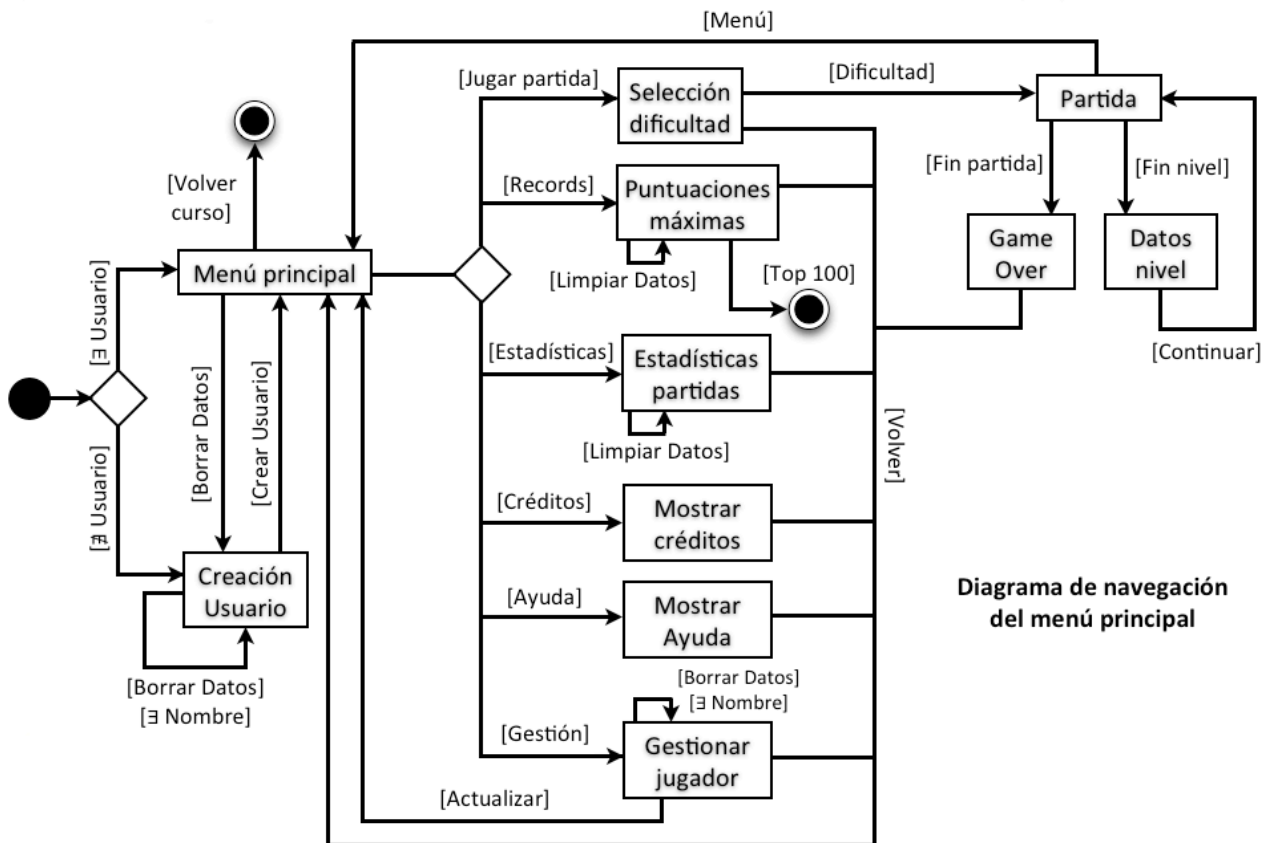 [Menú]
[Jugar partida]
Selección
dificultad
[Dificultad]
Partida
[Volver
curso]
[Records]
Puntuaciones
máximas
[Fin partida]
[Fin nivel]
Menú principal
[Limpiar Datos]
[Top 100]
Game
Over
Datos
nivel
[∃ Usuario]
[Estadísticas]
Estadísticas
partidas
[Continuar]
[Borrar Datos]
[Crear Usuario]
[Limpiar Datos]
[Volver]
[∄ Usuario]
[Créditos]
Mostrar
créditos
Creación
Usuario
[Ayuda]
Mostrar
Ayuda
Diagrama de navegación
del menú principal
[Borrar Datos]
[∃ Nombre]
[Borrar Datos]
[∃ Nombre]
[Gestión]
Gestionar
jugador
[Actualizar]